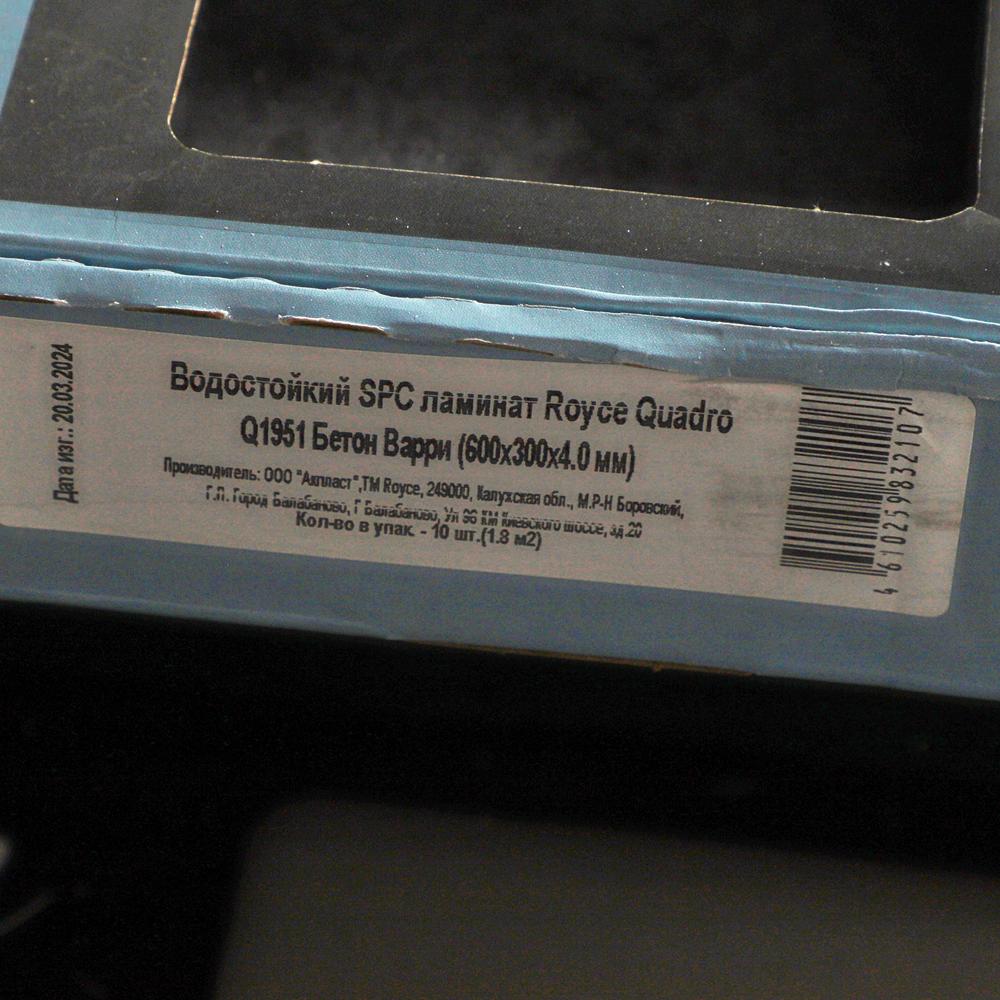 Дата изг.: 20.03.2024
Водостойкий SPC ламинат Royce Quadro
Q1951 Бетон Варри (600x300x4.0 мм)
Производитель: ООО "Акпласт",ТМ Royce, 249000, Калужская обл., М.Р-Н Боровский,
Г.П. Город Балабаново, Г Балабаново, Ул 96 КМ Киевского шоссе, зд.20
Кол-во в упак. - 10 шт.(1.8 м2)
4610259832107